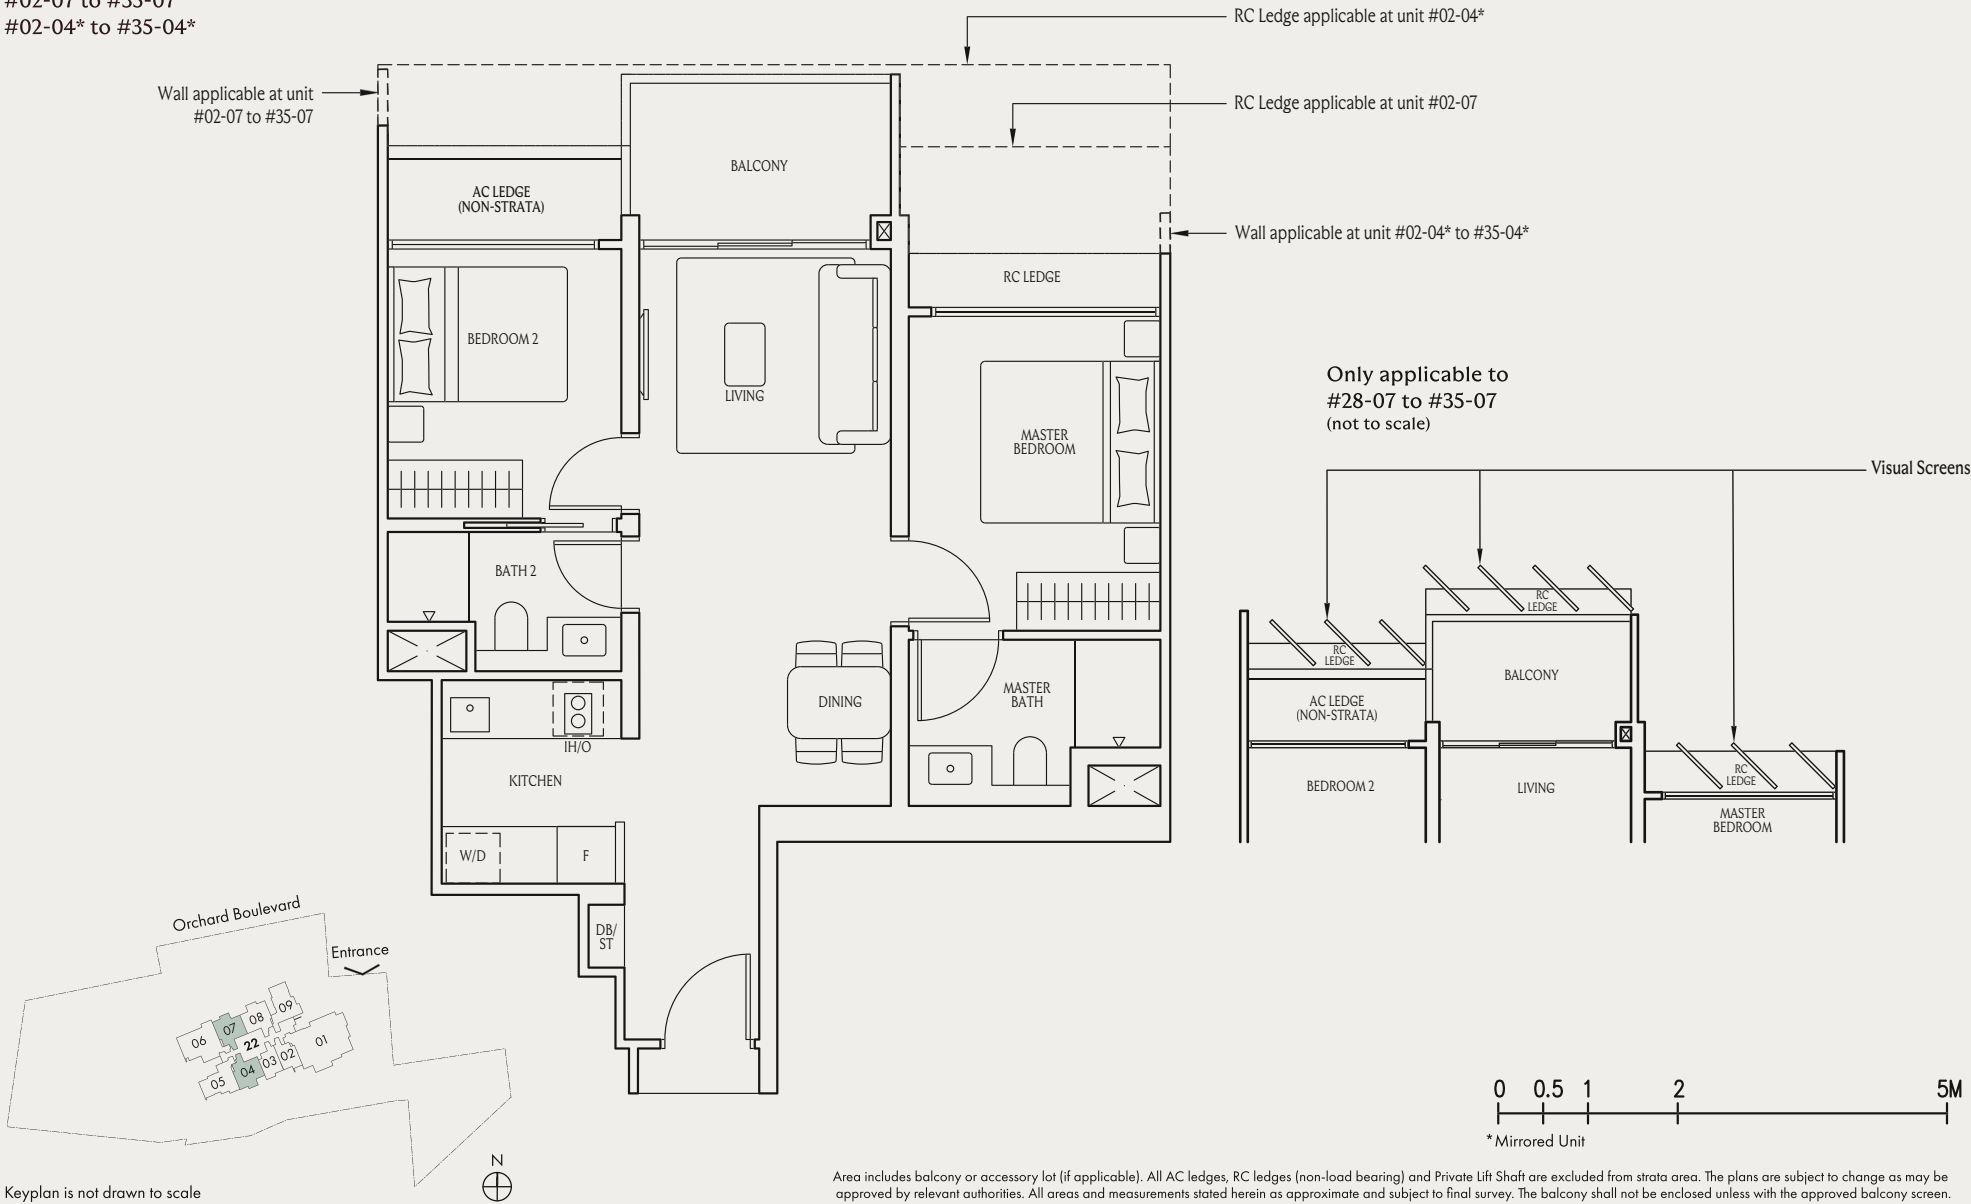 #02-07 to #35-07
#02-04* to #35-04*
RC Ledge applicable at unit #02-04*
Wall applicable at unit
#02-07 to #35-07
RC Ledge applicable at unit #02-07
BALCONY
AC LEDGE
(NON-STRATA)
Wall applicable at unit #02-04* to #35-04*
RC LEDGE
BEDROOM 2
LIVING
MASTER
BEDROOM
BATH 2
DINING
MASTER
BATH
IH/O
KITCHEN
W/D
F
DB/
ST
Only applicable to
#28-07 to #35-07
(not to scale)
Visual Screens
RC
LEDGE
RC
LEDGE
BALCONY
AC LEDGE
(NON-STRATA)
RC
LEDGE
BEDROOM 2
LIVING
MASTER
BEDROOM
Orchard Boulevard
Entrance
09
08
07
06
22
01
02
03
04
05
N
Keyplan is not drawn to scale
0 0.5 1 2 5M
*Mirrored Unit
Area includes balcony or accessory lot (if applicable). All AC ledges, RC ledges (non-load bearing) and Private Lift Shaft are excluded from strata area. The plans are subject to change as may be
approved by relevant authorities. All areas and measurements stated herein as approximate and subject to final survey. The balcony shall not be enclosed unless with the approved balcony screen.